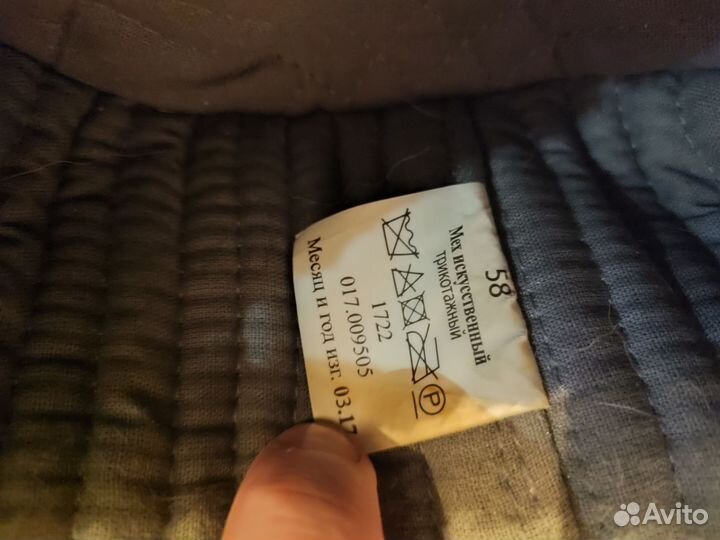 58
Мех искусственный
трикотажный
P
1722
017.009505
Месяц и год изг. 03.17
Avito